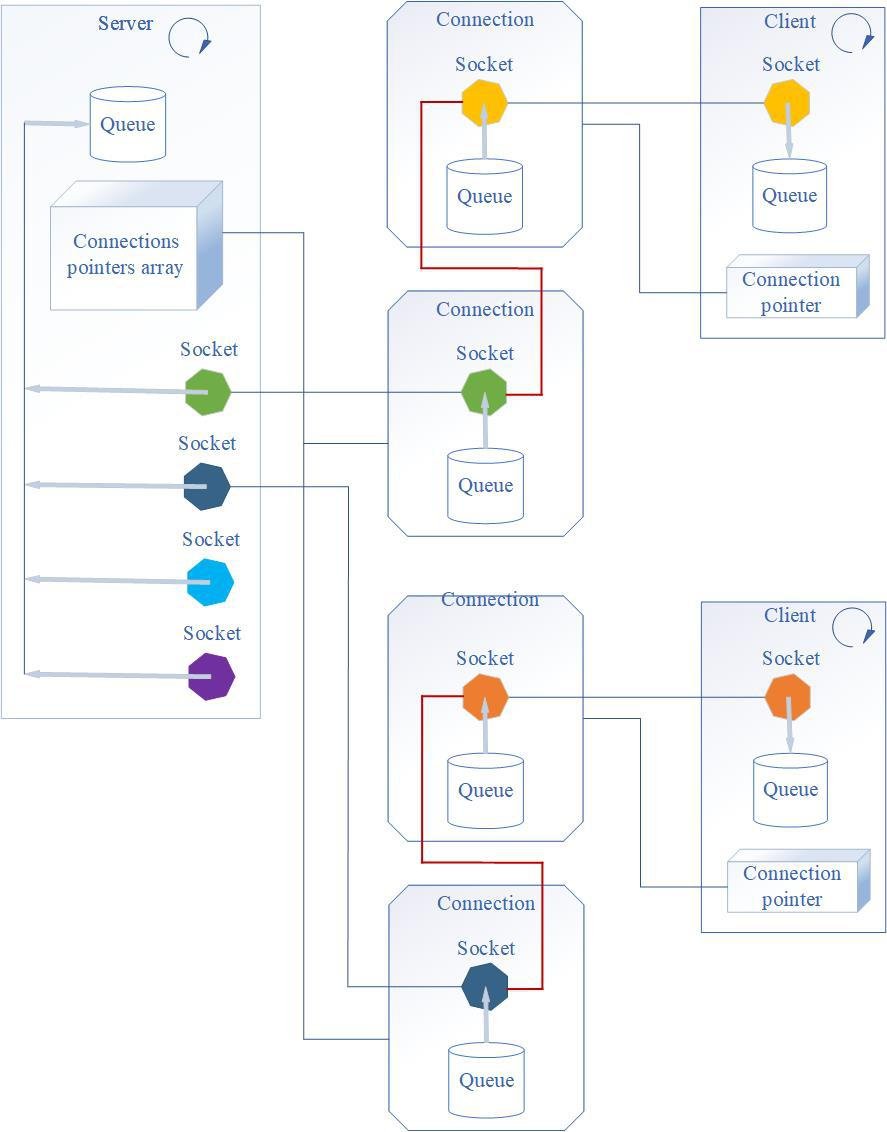 Server
Queue
Connections
pointers array
Socket
Socket
Socket
Socket
Connection
Socket
Queue
Connection
Socket
Queue
Connection
Socket
Queue
Connection
Socket
Queue
Client
Socket
Queue
Connection
pointer
Client
Socket
Queue
Connection
pointer